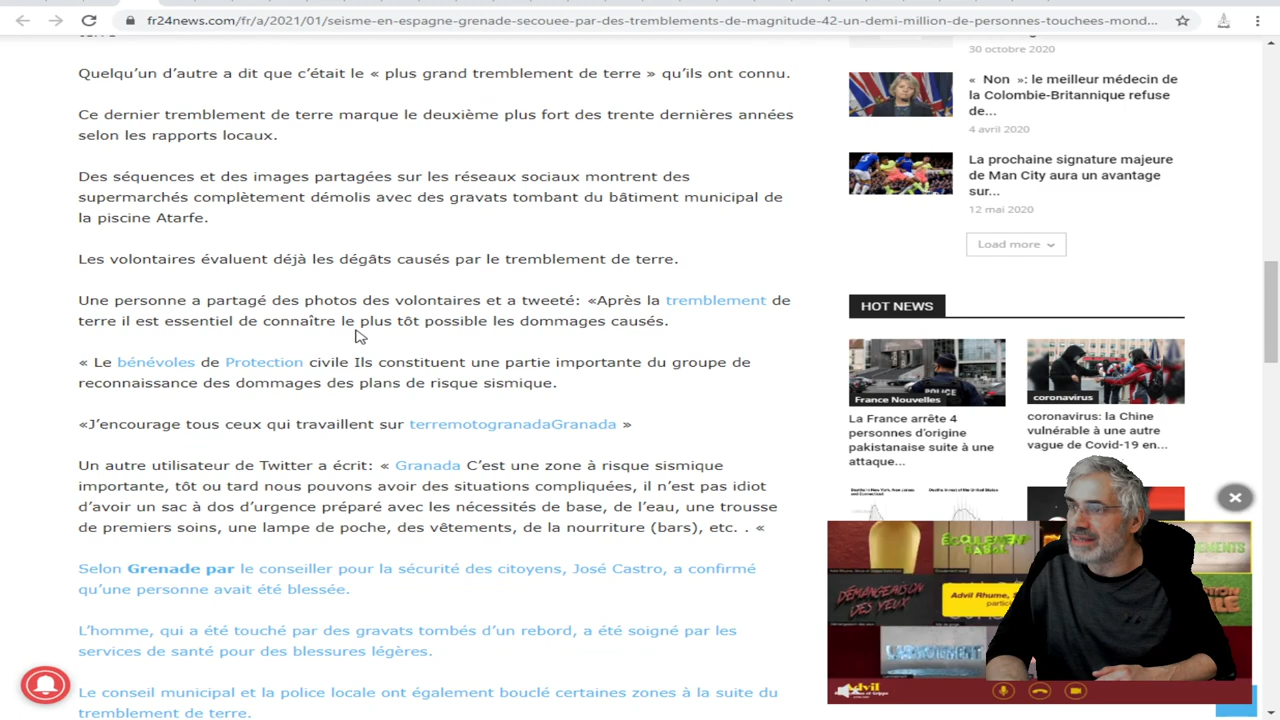 fr24news.com/fr/a/2021/01/seisme-en-espagne-grenade-secouee-par-des-tremblements-de-magnitude-42-un-demi-million-de-personnes-touchees-mond...
Quelqu'un d'autre a dit que c'était le « plus grand tremblement de terre » qu'ils ont connu.
Ce dernier tremblement de terre marque le deuxième plus fort des trente dernières années
selon les rapports locaux.
Des séquences et des images partagées sur les réseaux sociaux montrent des
supermarchés complètement démolis avec des gravats tombant du bâtiment municipal de
la piscine Atarfe.
Les volontaires évaluent déjà les dégâts causés par le tremblement de terre.
Une personne a partagé des photos des volontaires et a tweeté: «Après la tremblement de
terre il est essentiel de connaître le plus tôt possible les dommages causés.
« Le bénévoles de Protection civile Ils constituent une partie importante du groupe de
reconnaissance des dommages des plans de risque sismique.
«J'encourage tous ceux qui travaillent sur terremotogranadaGranada »
Un autre utilisateur de Twitter a écrit: « Granada C'est une zone à risque sismique
importante, tôt ou tard nous pouvons avoir des situations compliquées, il n'est pas idiot
d'avoir un sac à dos d'urgence préparé avec les nécessités de base, de l'eau, une trousse
de premiers soins, une lampe de poche, des vêtements, de la nourriture (bars), etc. . «
Selon Grenade par le conseiller pour la sécurité des citoyens, José Castro, a confirmé
qu'une personne avait été blessée.
L'homme, qui a été touché par des gravats tombés d'un rebord, a été soigné par les
services de santé pour des blessures légères.
Le conseil municipal et la police locale ont également bouclé certaines zones à la suite du
tremblement de terre.
30 octobre 2020
« Non »: le meilleur médecin de
la Colombie-Britannique refuse
de...
4 avril 2020
La prochaine signature majeure
de Man City aura un avantage
sur...
12 mai 2020
Load more
HOT NEWS
POLICE
France Nouvelles
La France arrête 4
personnes d'origine
pakistanaise suite à une
attaque...
coronavirus
coronavirus: la Chine
vulnérable à une autre
vague de Covid-19 en...
ÉCOULEMENT
DÉMANGEAISON
DES YEUX
Advil Rhume,
partici
Advil